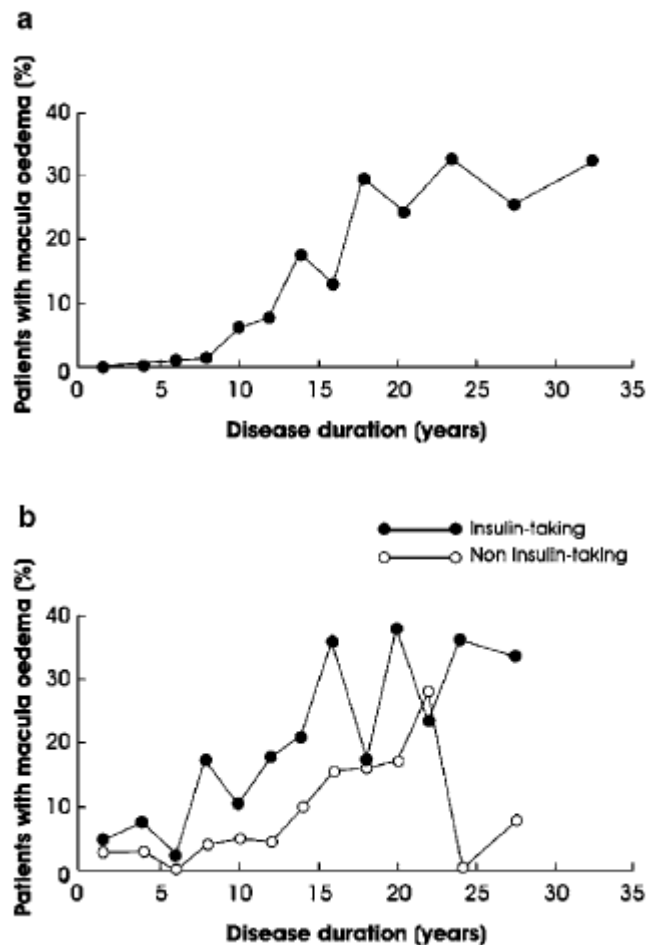 a
Patients with macula oedema (%)
40
30
20
10
0
0 5 10 15 20 25 30 35
Disease duration (years)
b
Insulin-taking
Non insulin-taking
Patients with macula oedema (%)
40
30
20
10
0
0 5 10 15 20 25 30 35
Disease duration (years)